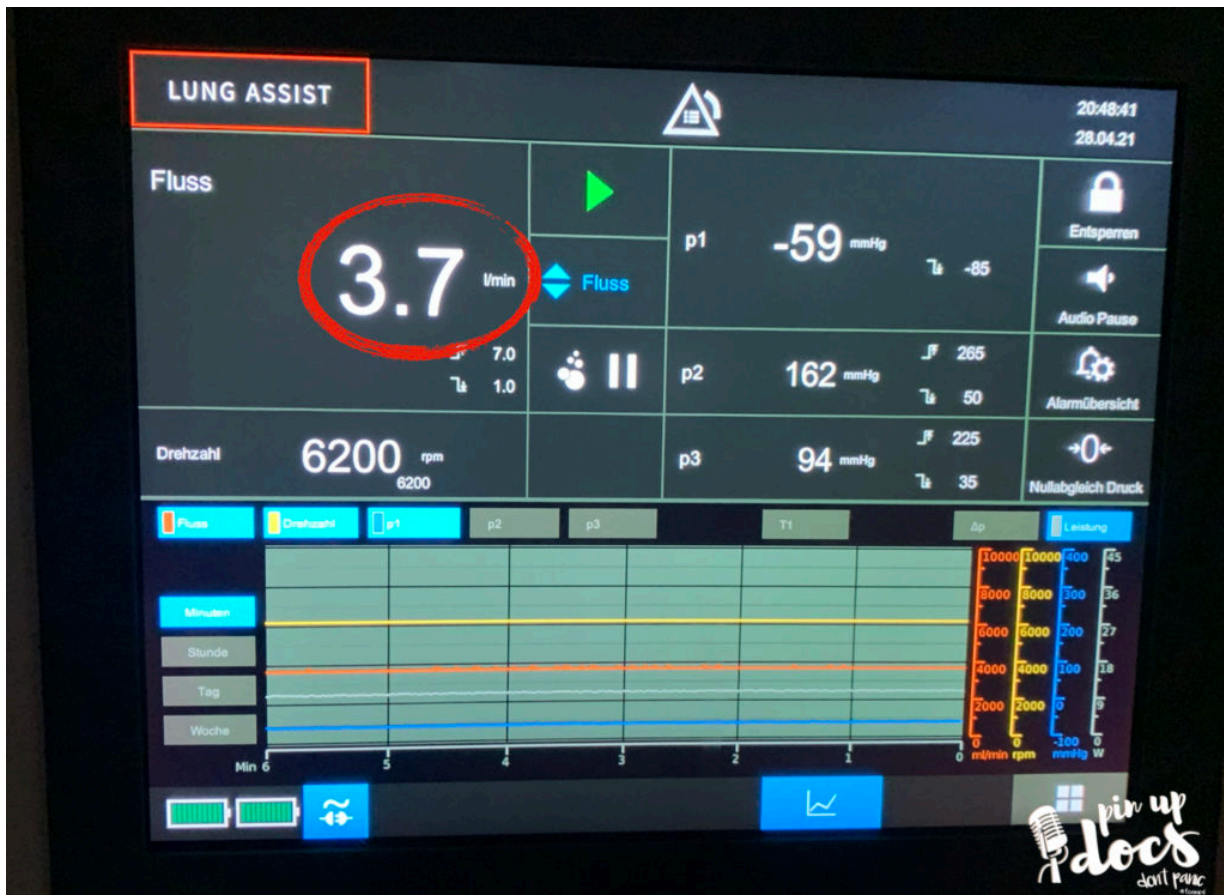 LUNG ASSIST
20:48:41
28.04.21
Fluss
3.7 l/min
7.0
1.0
Fluss
p1 -59 mmHg
-85
p2 162 mmHg
265
50
Drehzahl 6200 rpm
6200
p3 94 mmHg
225
35
Entsperren
Audio Pause
Alarmübersicht
→0←
Nullabgleich Druck
Fluss Drehzahl p1 p2 p3 T1 Δp Leistung
Minuten
Stunde
Tag
Woche
10000 10000 400 45
8000 8000 300 36
6000 6000 200 27
4000 4000 100 18
2000 2000 0 9
0 0 -100 0
ml/min rpm mmHg W
Min 6 5 4 3 2 1 0
pin up
docs
don't panic